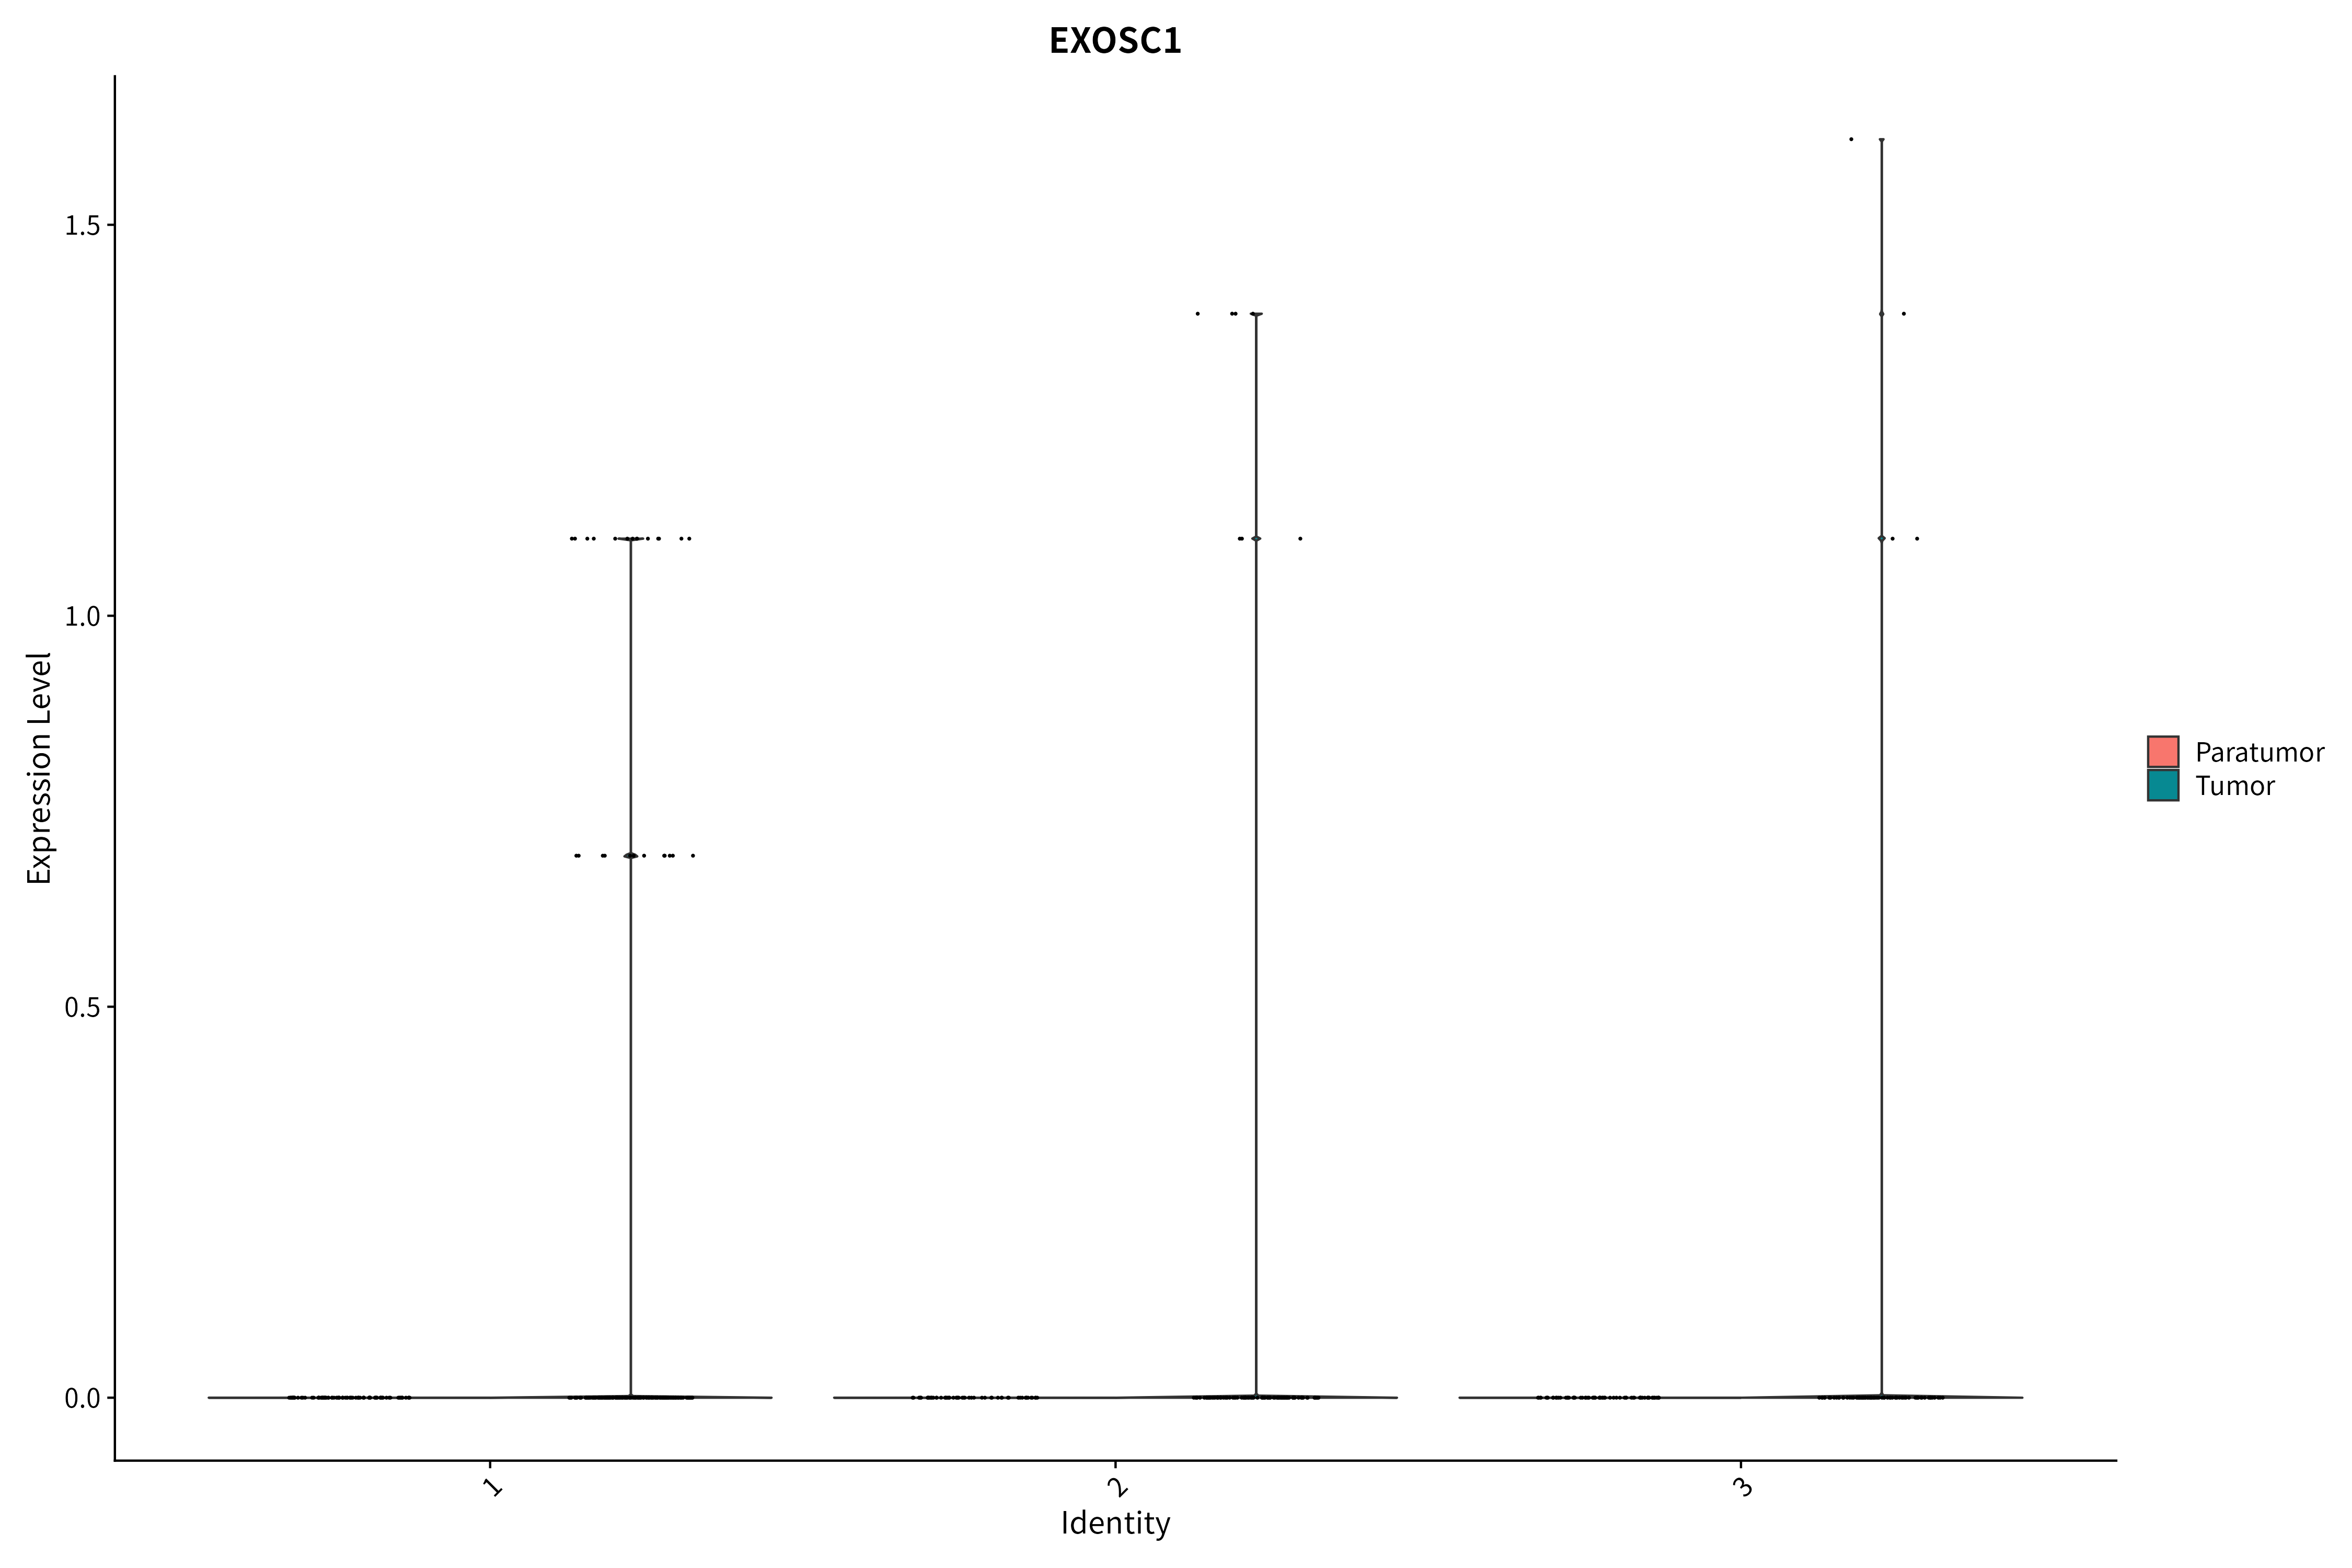 EXOSC1
Expression Level
1.5
1.0
0.5
0.0
1
2
3
Identity
Paratumor
Tumor